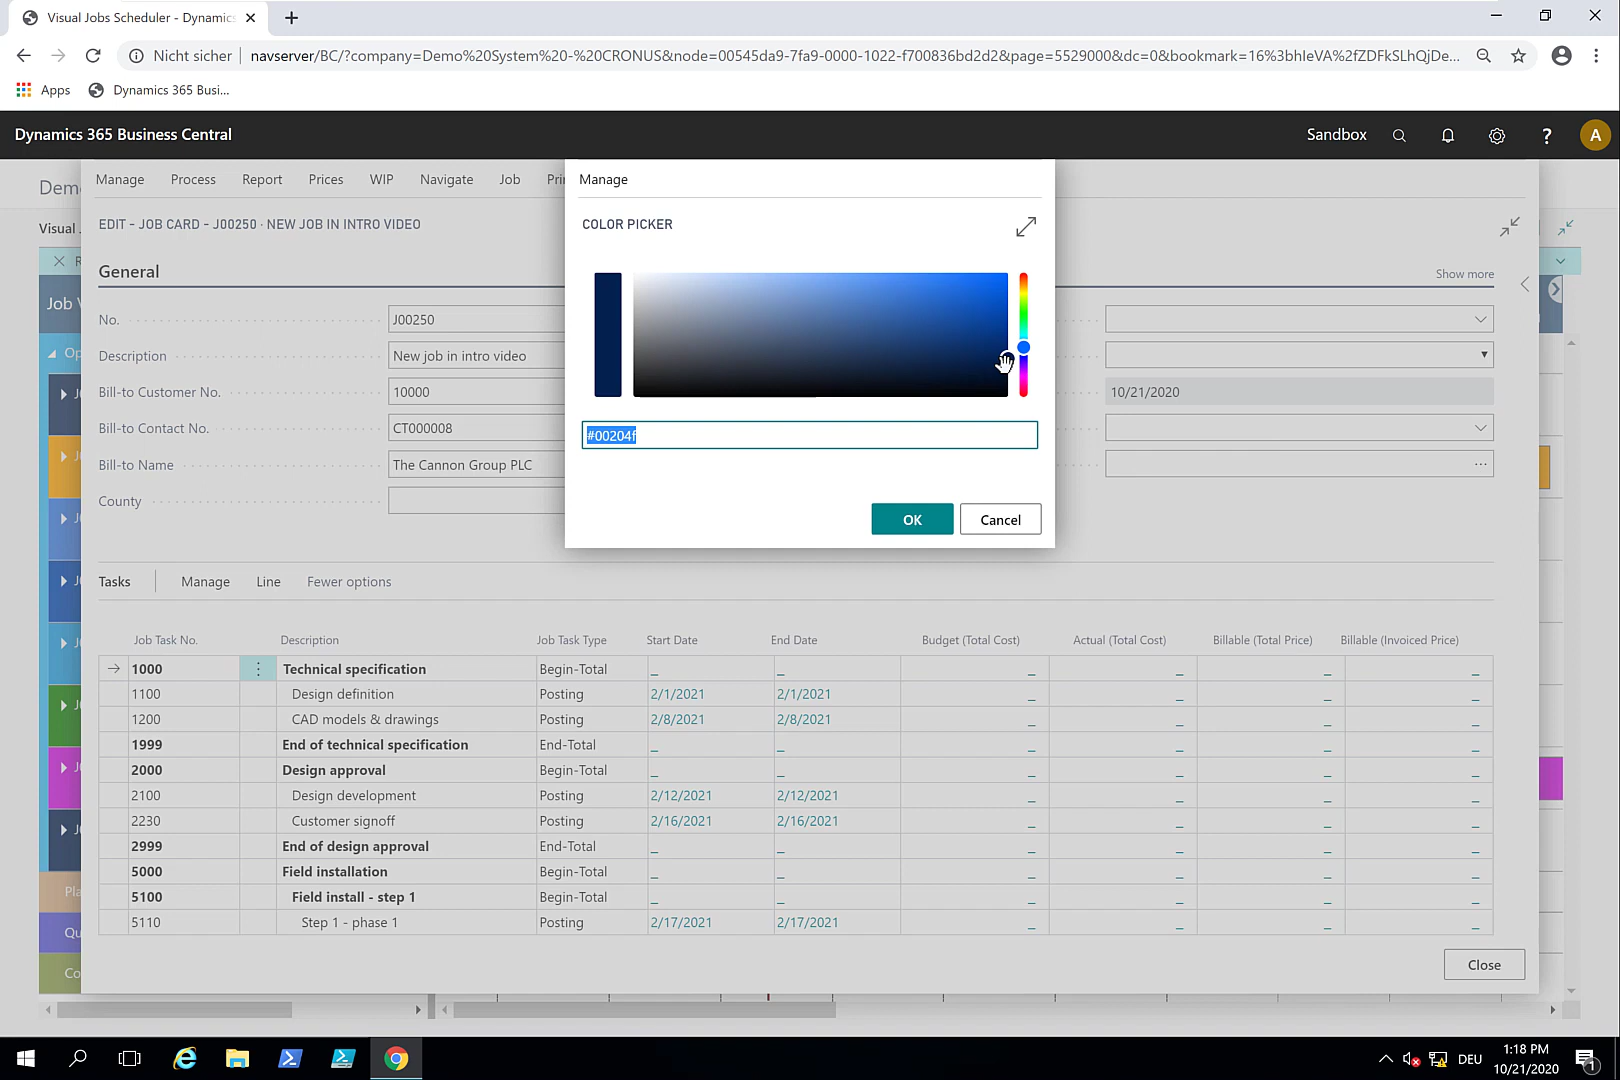 Visual Jobs Scheduler - Dynamics
Nicht sicher
navserver/BC/?company=Demo%20System%20-%20CRONUS&node=00545da9-7fa9-0000-1022-f700836bd2d2&page=5529000&dc=0&bookmark=16%3bhIeVA%2fZDFkSLhQjDe...
Apps
Dynamics 365 Busi...
Dynamics 365 Business Central
Sandbox
?
A
Dem
Manage Process Report Prices WIP Navigate Job Prin
Manage
Visual J
EDIT - JOB CARD - J00250 · NEW JOB IN INTRO VIDEO
COLOR PICKER
General
Show more
Job V
No.
J00250
Op
Description
New job in intro video
Bill-to Customer No.
10000
10/21/2020
Bill-to Contact No.
CT000008
#00204f
Bill-to Name
The Cannon Group PLC
County
OK
Cancel
Tasks
Manage
Line
Fewer options
Job Task No. Description Job Task Type Start Date End Date Budget (Total Cost) Actual (Total Cost) Billable (Total Price) Billable (Invoiced Price)
1000 Technical specification Begin-Total _ _ _ _ _ _
1100 Design definition Posting 2/1/2021 2/1/2021 _ _ _ _
1200 CAD models & drawings Posting 2/8/2021 2/8/2021 _ _ _ _
1999 End of technical specification End-Total _ _ _ _ _ _
2000 Design approval Begin-Total _ _ _ _ _ _
2100 Design development Posting 2/12/2021 2/12/2021 _ _ _ _
2230 Customer signoff Posting 2/16/2021 2/16/2021 _ _ _ _
2999 End of design approval End-Total _ _ _ _ _ _
5000 Field installation Begin-Total _ _ _ _ _ _
5100 Field install - step 1 Begin-Total _ _ _ _ _ _
5110 Step 1 - phase 1 Posting 2/17/2021 2/17/2021 _ _ _ _
Pla
Qu
Co
Close
DEU
1:18 PM
10/21/2020
1